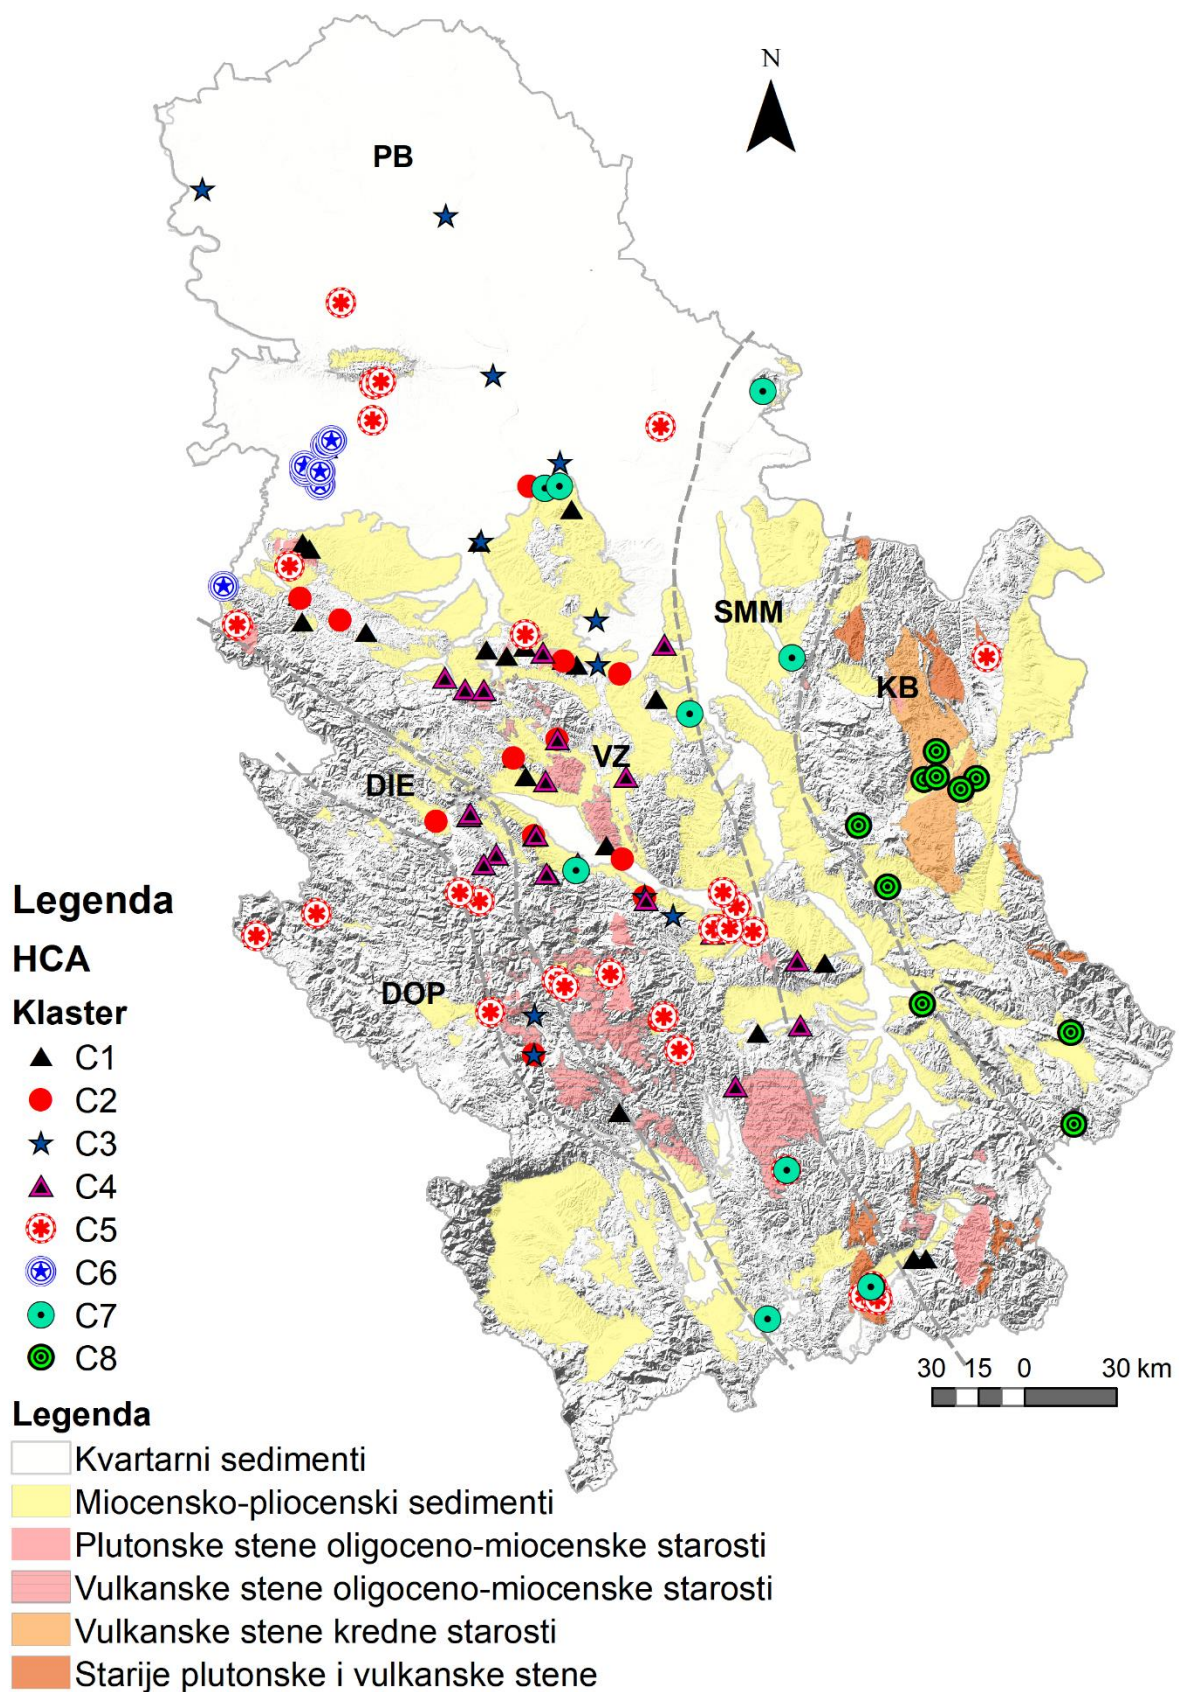 N
PB
SMM
KB
VZ
DIE
DOP
Legenda
HCA
Klaster
C1
C2
C3
C4
C5
C6
C7
C8
30 15 0 30 km
Legenda
Kvartarni sedimenti
Miocensko-pliocenski sedimenti
Plutonske stene oligoceno-miocenske starosti
Vulkanske stene oligoceno-miocenske starosti
Vulkanske stene kredne starosti
Starije plutonske i vulkanske stene